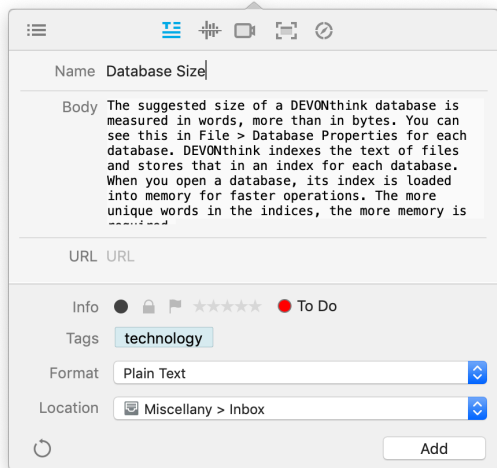 Name Database Size
Body The suggested size of a DEVONthink database is
measured in words, more than in bytes. You can
see this in File > Database Properties for each
database. DEVONthink indexes the text of files
and stores that in an index for each database.
When you open a database, its index is loaded
into memory for faster operations. The more
unique words in the indices, the more memory is
URL URL
Info To Do
Tags technology
Format Plain Text
Location Miscellany > Inbox
Add